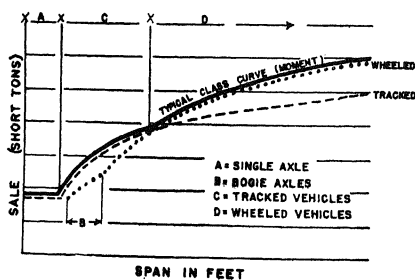 A C D
TYPICAL CLASS CURVE (MOMENT)
WHEELED
TRACKED
SALE (SHORT TONS)
A = SINGLE AXLE
B = BOGIE AXLES
C = TRACKED VEHICLES
D = WHEELED VEHICLES
B
SPAN IN FEET